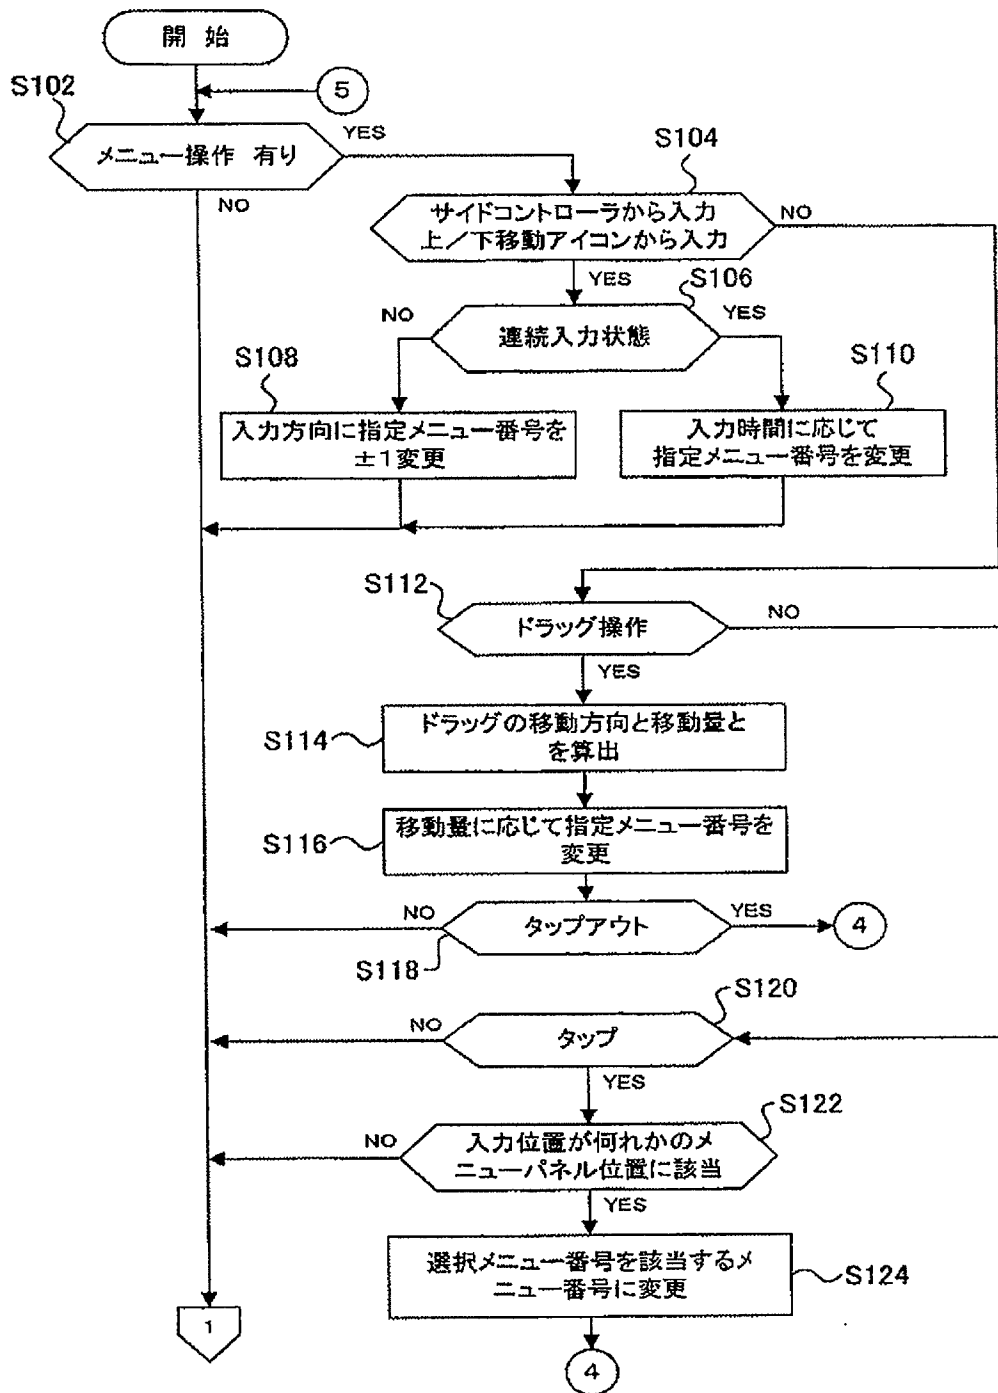 開 始
5
S102
メニュー操作 有り
YES
NO
S104
サイドコントローラから入力
上／下移動アイコンから入力
NO
YES
S106
連続入力状態
NO
YES
S108
入力方向に指定メニュー番号を
±1変更
S110
入力時間に応じて
指定メニュー番号を変更
S112
ドラッグ操作
NO
YES
S114
ドラッグの移動方向と移動量と
を算出
S116
移動量に応じて指定メニュー番号を
変更
NO
タップアウト
YES
4
S118
S120
NO
タップ
YES
S122
NO
入力位置が何れかのメ
ニューパネル位置に該当
YES
選択メニュー番号を該当するメ
ニュー番号に変更
S124
1
4